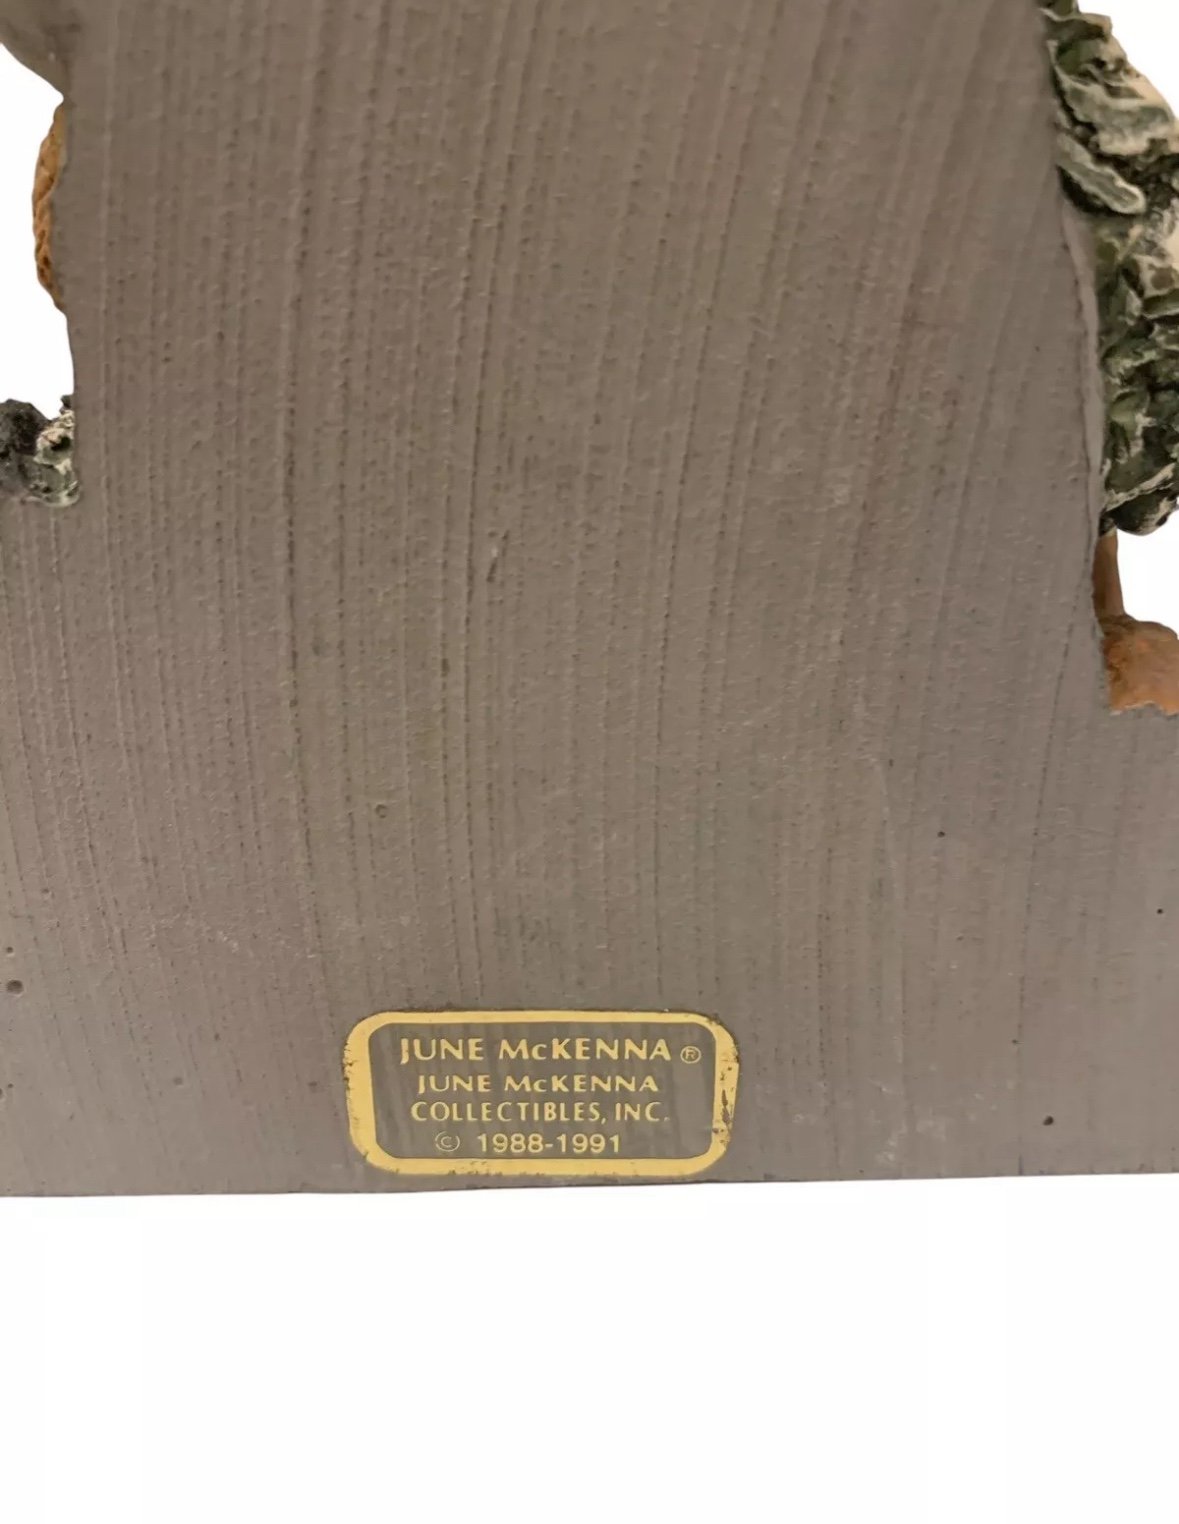 JUNE McKENNA ®
JUNE McKENNA
COLLECTIBLES, INC.
© 1988-1991